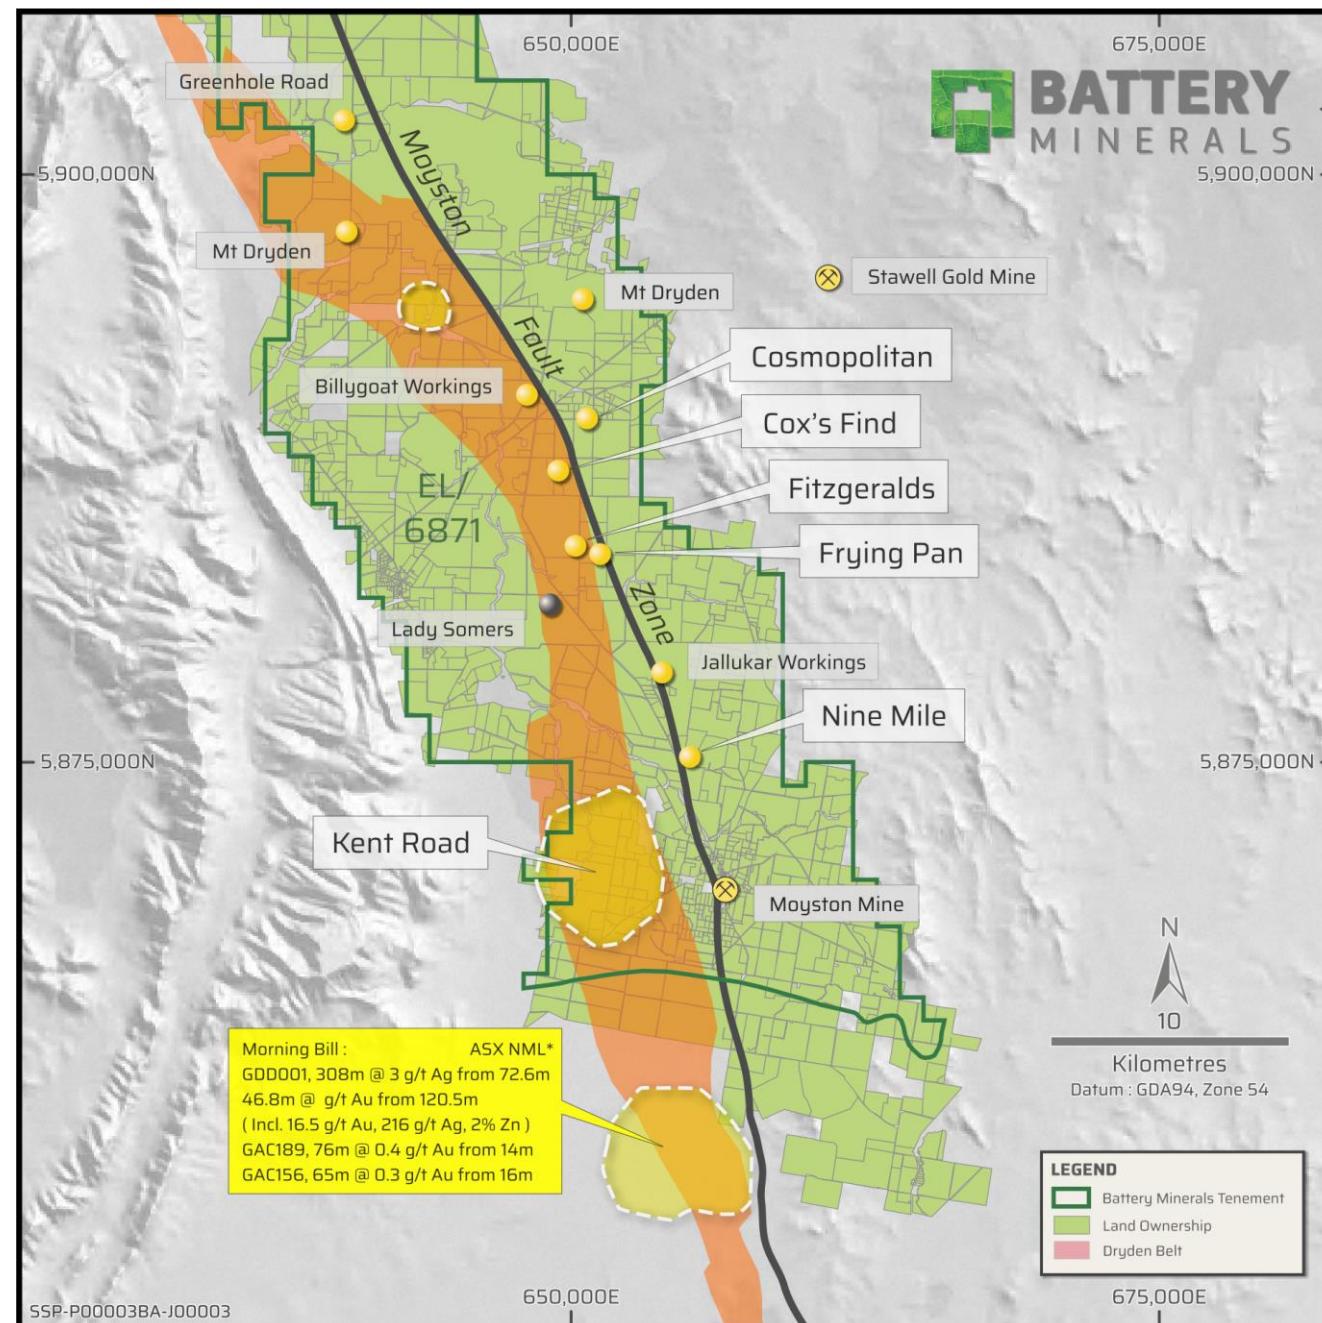 650,000E
675,000E
BATTERY
MINERALS
Greenhole Road
Moyston
5,900,000N
5,900,000N
Mt Dryden
Stawell Gold Mine
Mt Dryden
Fault
Cosmopolitan
Billygoat Workings
Cox's Find
EL/
6871
Fitzgeralds
Frying Pan
Zone
Lady Somers
Jallukar Workings
Nine Mile
5,875,000N
5,875,000N
Kent Road
Moyston Mine
N
10
Kilometres
Datum : GDA94, Zone 54
Morning Bill : ASX NML*
GDD001, 308m @ 3 g/t Ag from 72.6m
46.8m @ g/t Au from 120.5m
( Incl. 16.5 g/t Au, 216 g/t Ag, 2% Zn )
GAC189, 76m @ 0.4 g/t Au from 14m
GAC156, 65m @ 0.3 g/t Au from 16m
LEGEND
Battery Minerals Tenement
Land Ownership
Dryden Belt
650,000E
675,000E
SSP-P00003BA-J00003